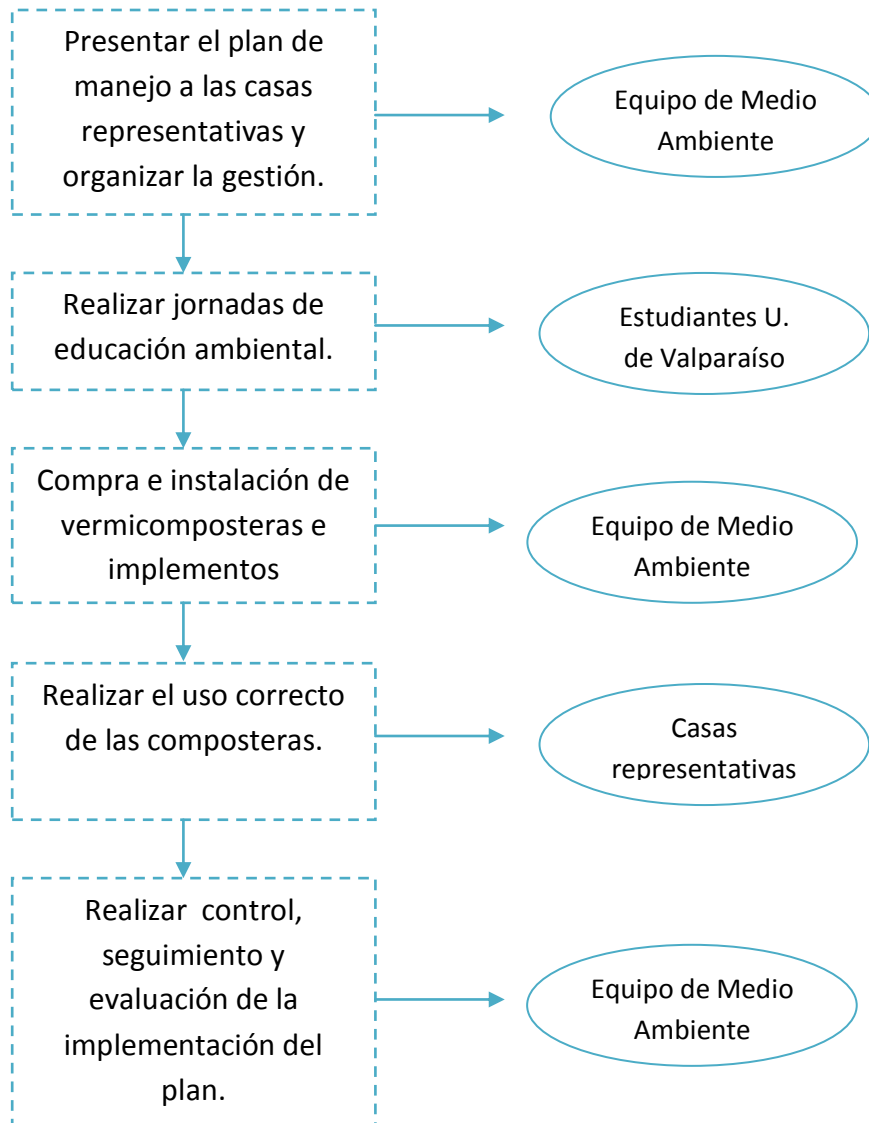 Presentar el plan de
manejo a las casas
representativas y
organizar la gestión.
Equipo de Medio
Ambiente
Realizar jornadas de
educación ambiental.
Estudiantes U.
de Valparaíso
Compra e instalación de
vermicomposteras e
implementos
Equipo de Medio
Ambiente
Realizar el uso correcto
de las composteras.
Casas
representativas
Realizar  control,
seguimiento y
evaluación de la
implementación del
plan.
Equipo de Medio
Ambiente